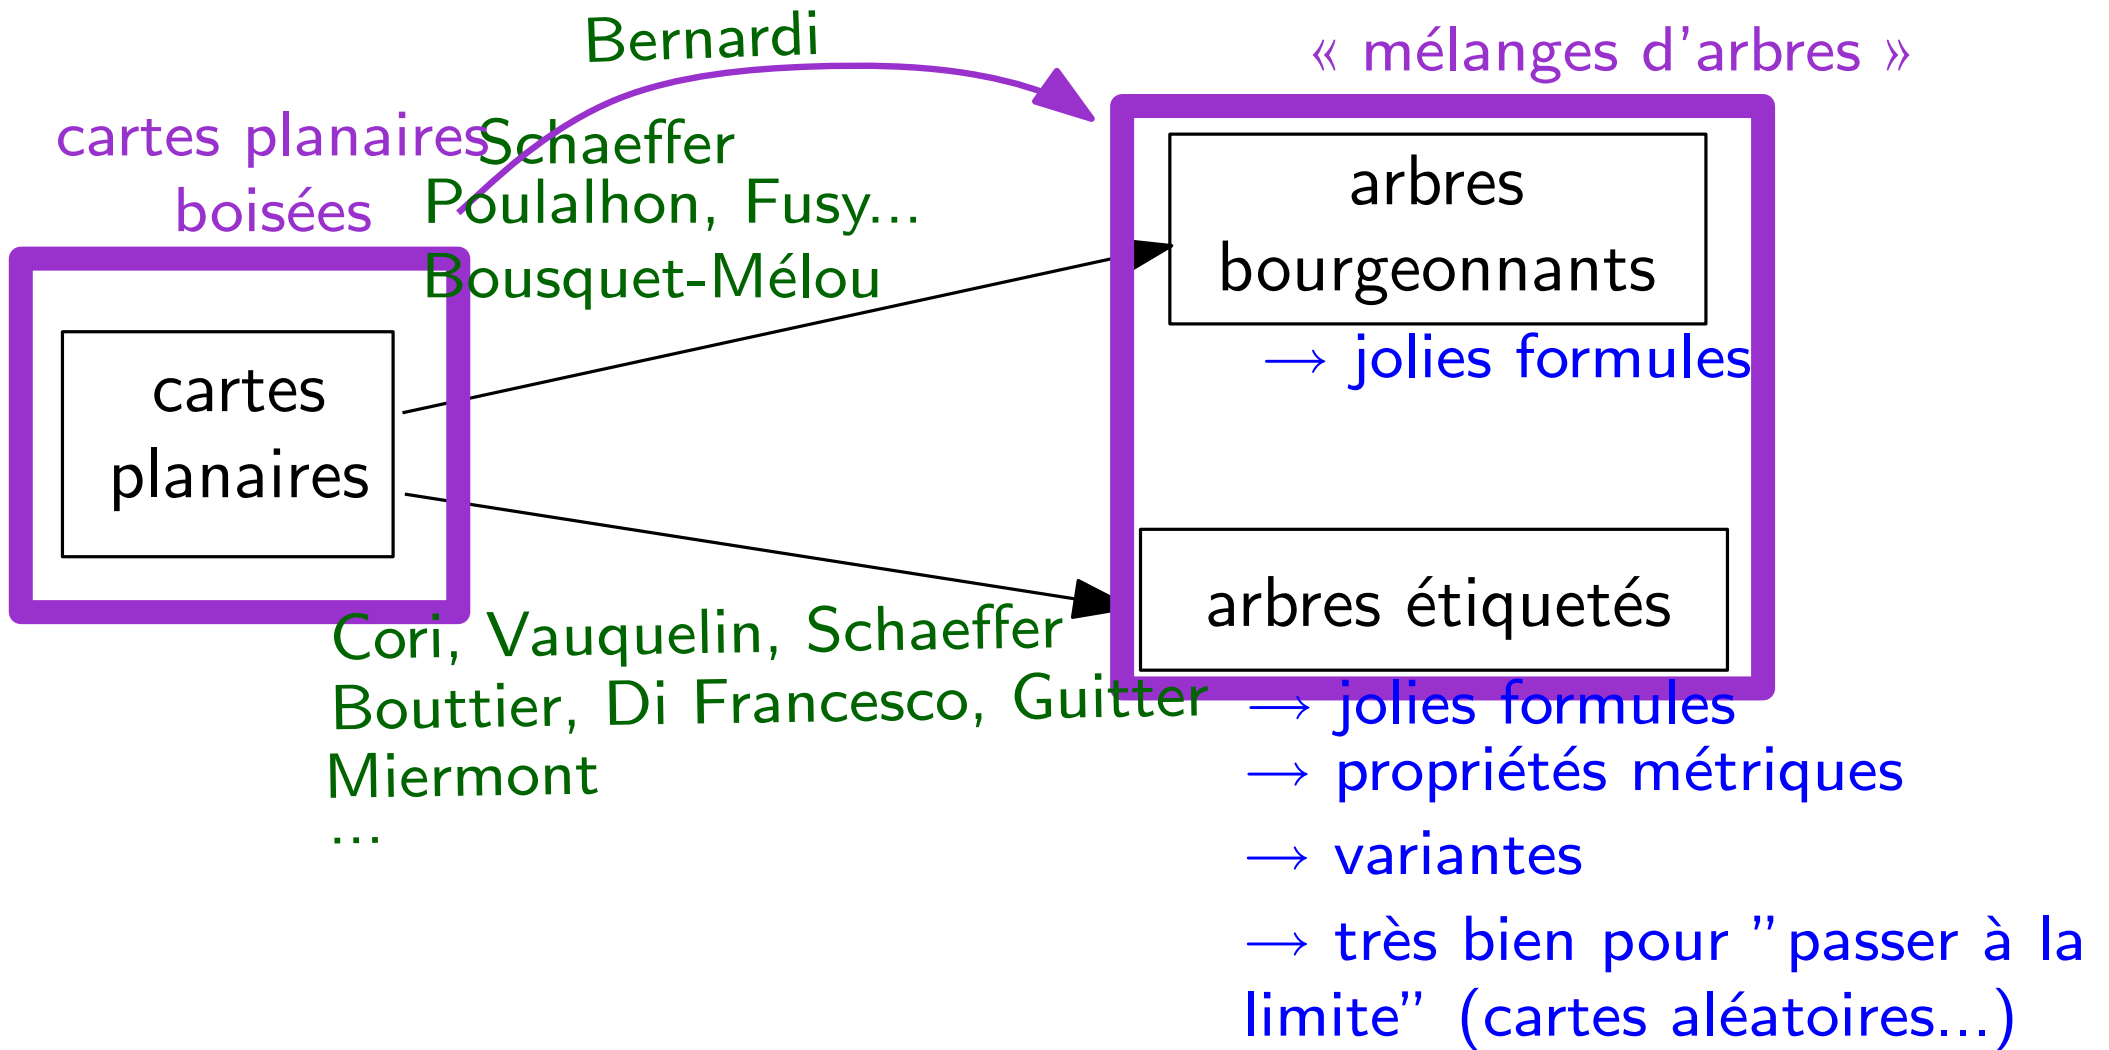 Bernardi
« mélanges d'arbres »
cartes planaires
boisées
Schaeffer
Poulalhon, Fusy...
Bousquet-Mélou
arbres
bourgeonnants
→ jolies formules
cartes
planaires
arbres étiquetés
Cori, Vauquelin, Schaeffer
Bouttier, Di Francesco, Guitter
Miermont
...
→ jolies formules
→ propriétés métriques
→ variantes
→ très bien pour ”passer à la
limite” (cartes aléatoires...)